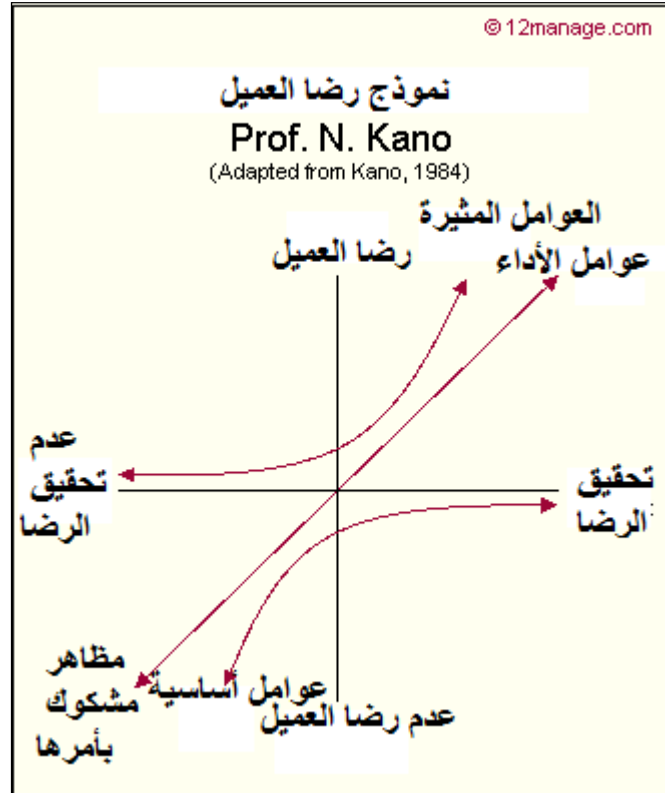 © 12manage.com
نموذج رضا العميل
Prof. N. Kano
(Adapted from Kano, 1984)
العوامل المثيرة
رضا العميل
عوامل الأداء
عدم
تحقيق
الرضا
تحقيق
الرضا
مظاهر
مشكوك
بأمرها
عوامل أساسية
عدم رضا العميل